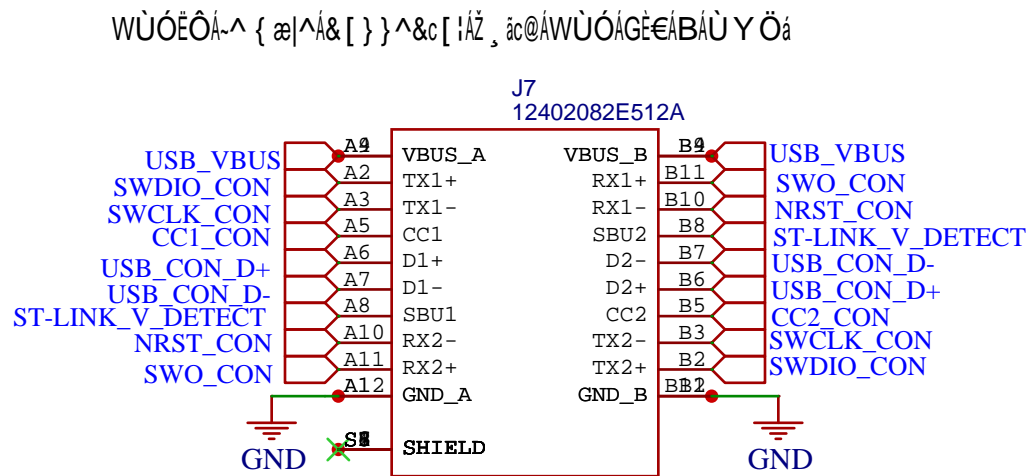 J7
12402082E512A
USB_VBUS VBUS_A VBUS_B USB_VBUS
SWDIO_CON A2 TX1+ RX1+ B11 SWO_CON
SWCLK_CON A3 TX1- RX1- B10 NRST_CON
CC1_CON A5 CC1 SBU2 B8 ST-LINK_V_DETECT
USB_CON_D+ A6 D1+ D2- B7 USB_CON_D-
USB_CON_D- A7 D1- D2+ B6 USB_CON_D+
ST-LINK_V_DETECT A8 SBU1 CC2 B5 CC2_CON
NRST_CON A10 RX2- TX2- B3 SWCLK_CON
SWO_CON A11 RX2+ TX2+ B2 SWDIO_CON
A12 GND_A GND_B
SHIELD
GND GND